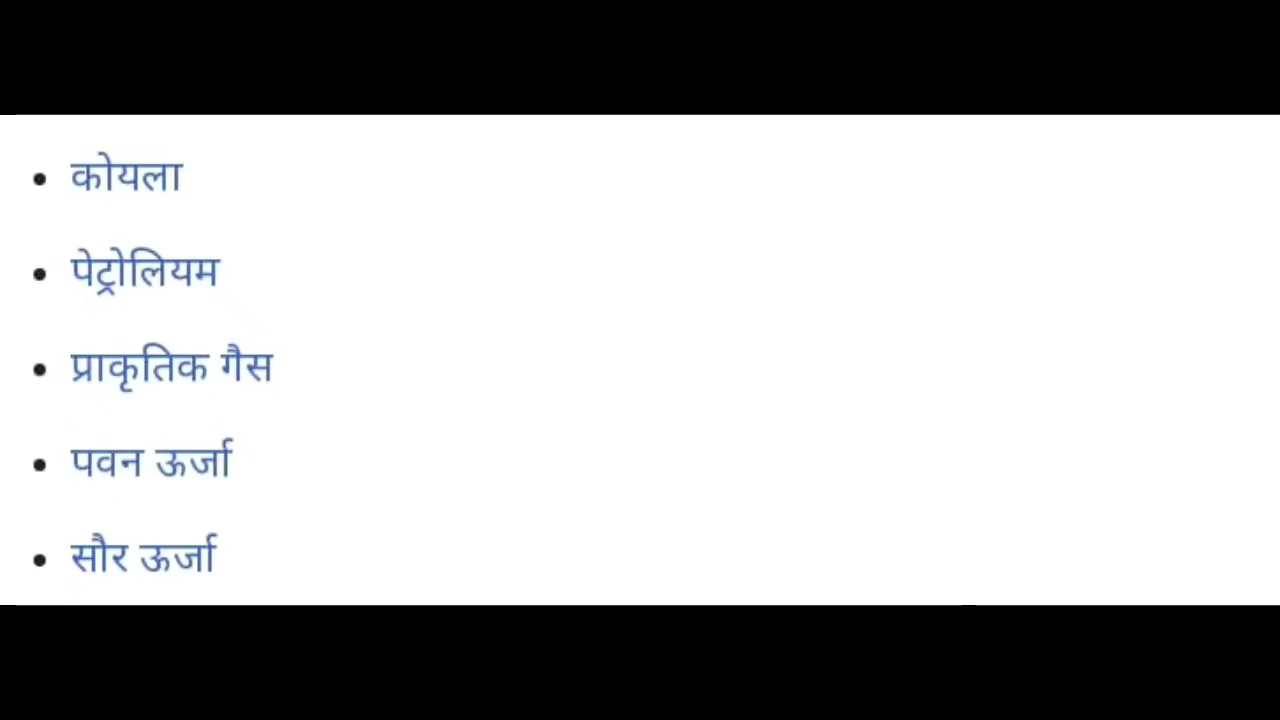 • कोयला
• पेट्रोलियम
• प्राकृतिक गैस
• पवन ऊर्जा
• सौर ऊर्जा